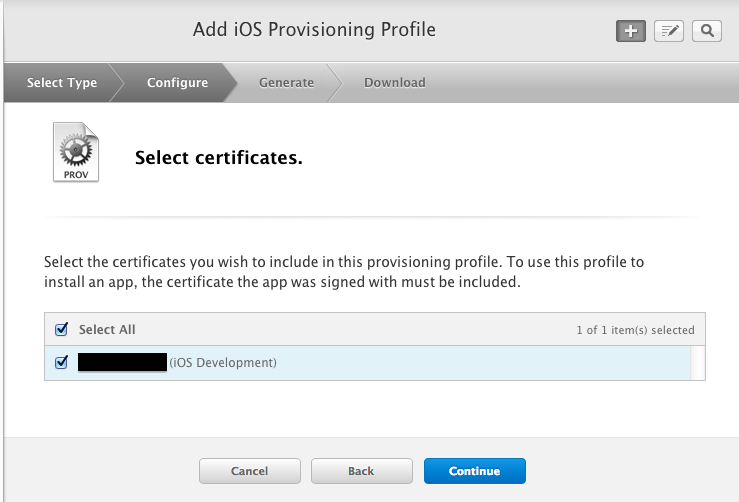 Add iOS Provisioning Profile
Select Type
Configure
Generate
Download
PROV
Select certificates.
Select the certificates you wish to include in this provisioning profile. To use this profile to
install an app, the certificate the app was signed with must be included.
Select All
1 of 1 item(s) selected
(iOS Development)
Cancel
Back
Continue